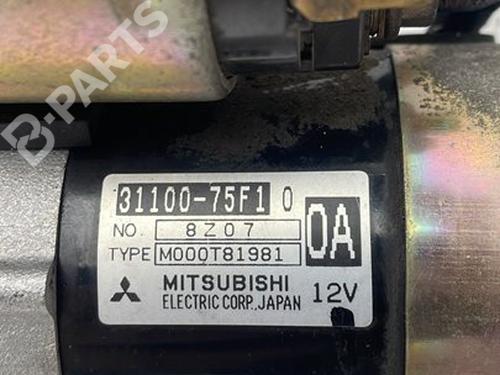 B-PARTS
31100-75F1 0
0A
NO. 8Z07
TYPE M000T81981
MITSUBISHI
ELECTRIC CORP., JAPAN 12V